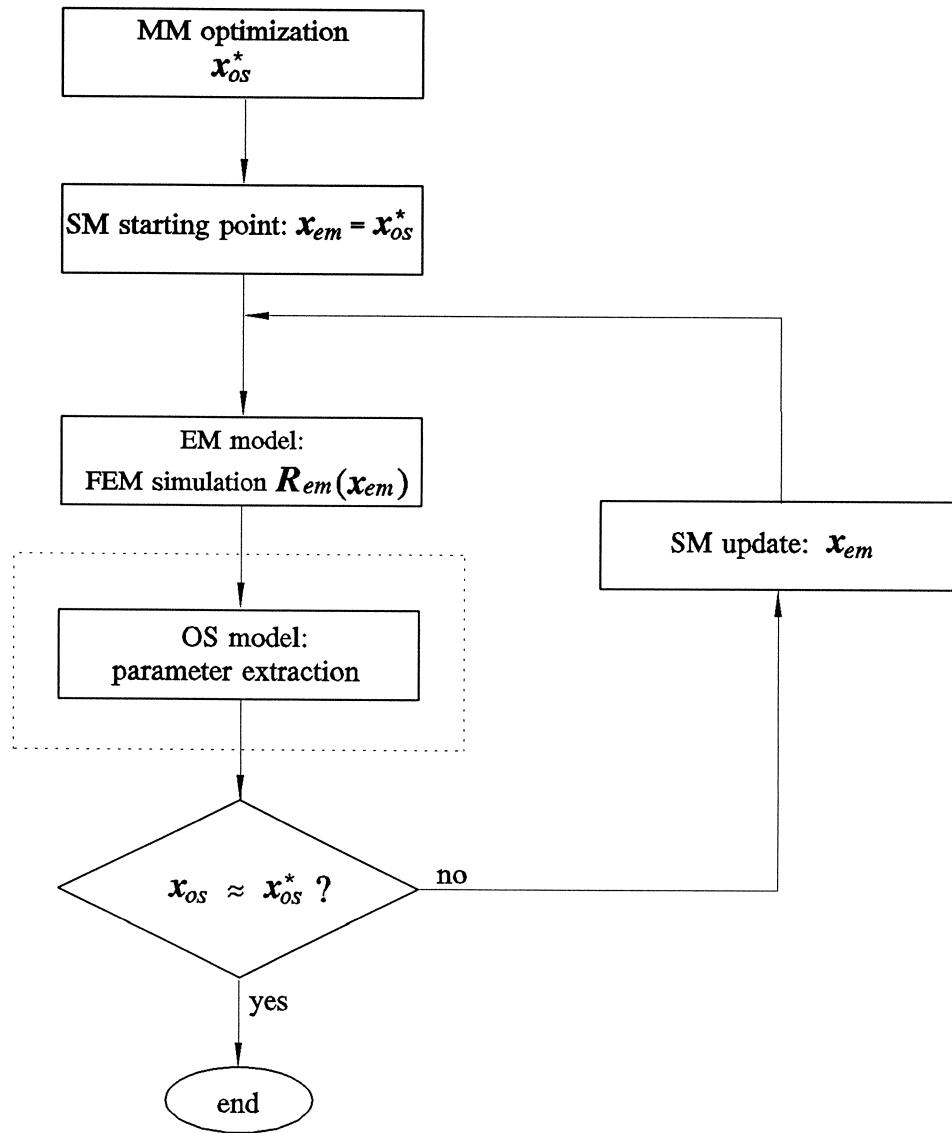 MM optimization
x*os
SM starting point: xem = x*os
EM model:
FEM simulation Rem(xem)
SM update: xem
OS model:
parameter extraction
xos ≈ x*os ?
no
yes
end